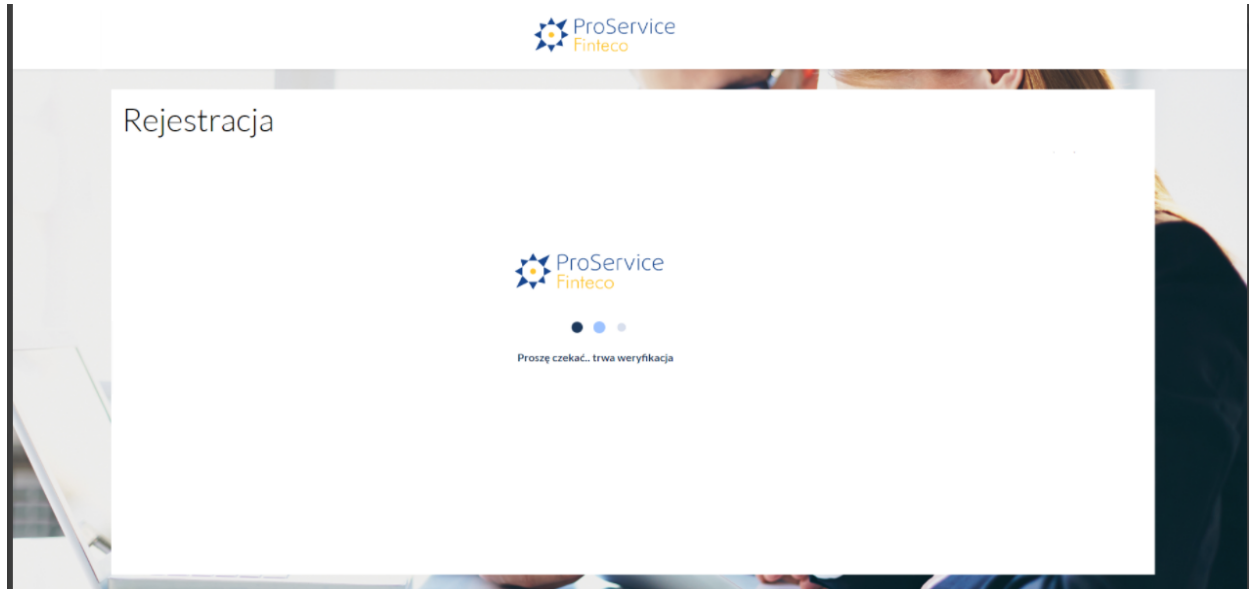 ProService
Finteco
Rejestracja
ProService
Finteco
Proszę czekać.. trwa weryfikacja